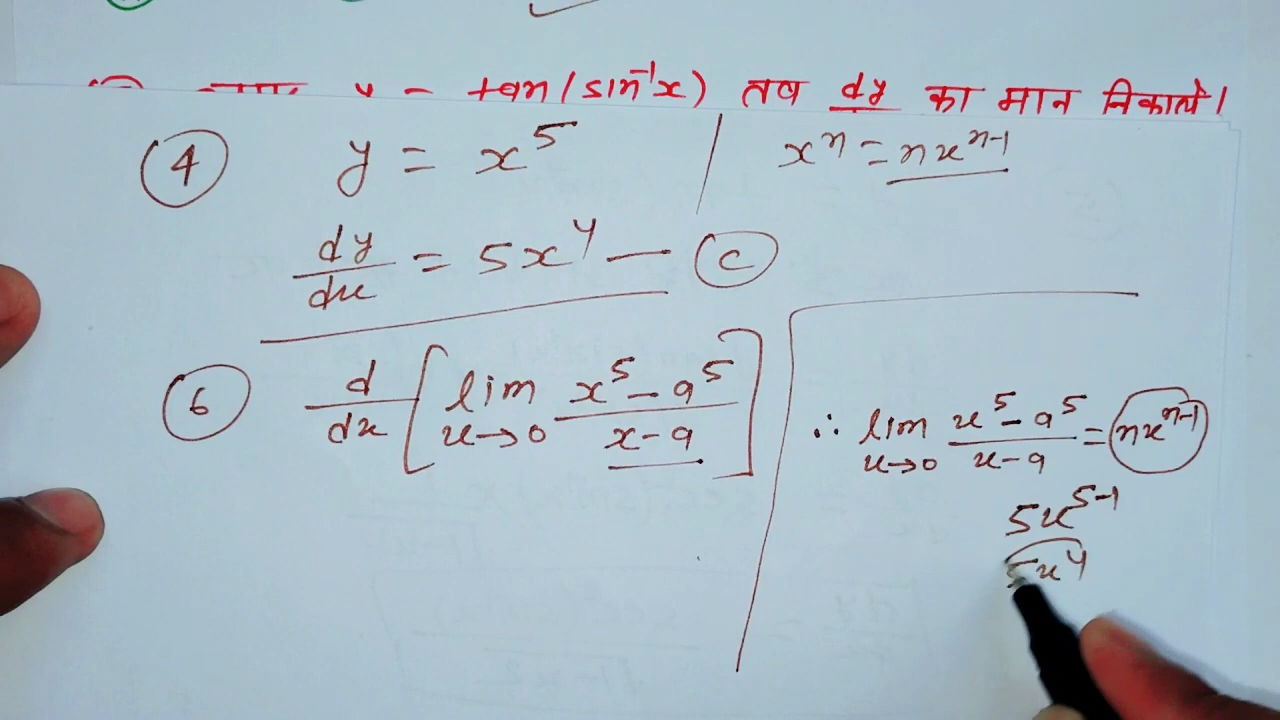 y = tan(sin⁻¹x) तब dy का मान निकाले।
④ y = x⁵ | xⁿ = nxⁿ⁻¹
dy/dx = 5x⁴ — ⓒ
⑥ d/dx [lim x→0 x⁵-a⁵/x-a]
∴ lim x→0 x⁵-a⁵/x-a = nxⁿ⁻¹
5x⁵⁻¹
5x⁴